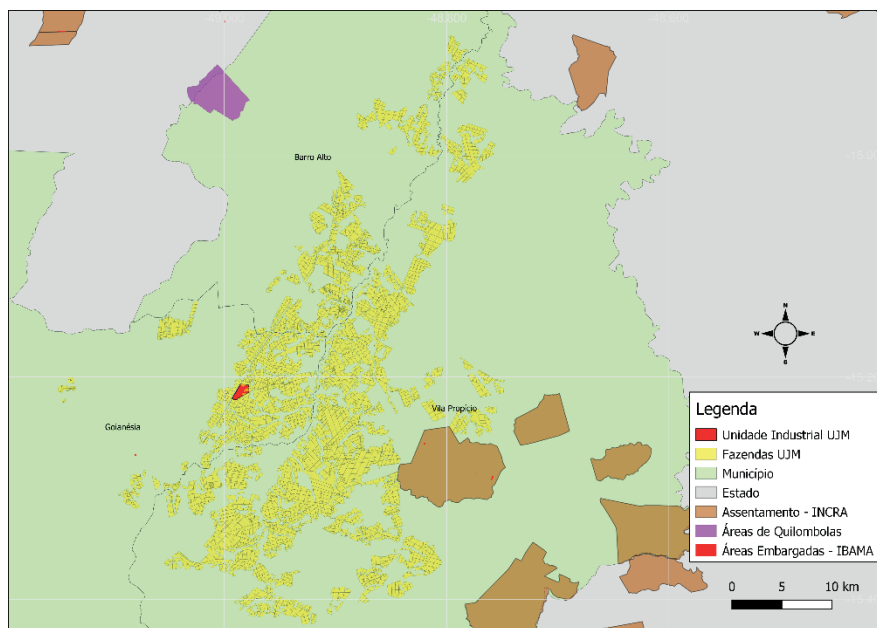 -49.000
-48.800
-48.600
-15.00
Barro Alto
N
W
E
S
Vila Propício
Goianésia
Legenda
Unidade Industrial UJM
Fazendas UJM
Município
Estado
Assentamento - INCRA
Áreas de Quilombolas
Áreas Embargadas - IBAMA
0 5 10 km